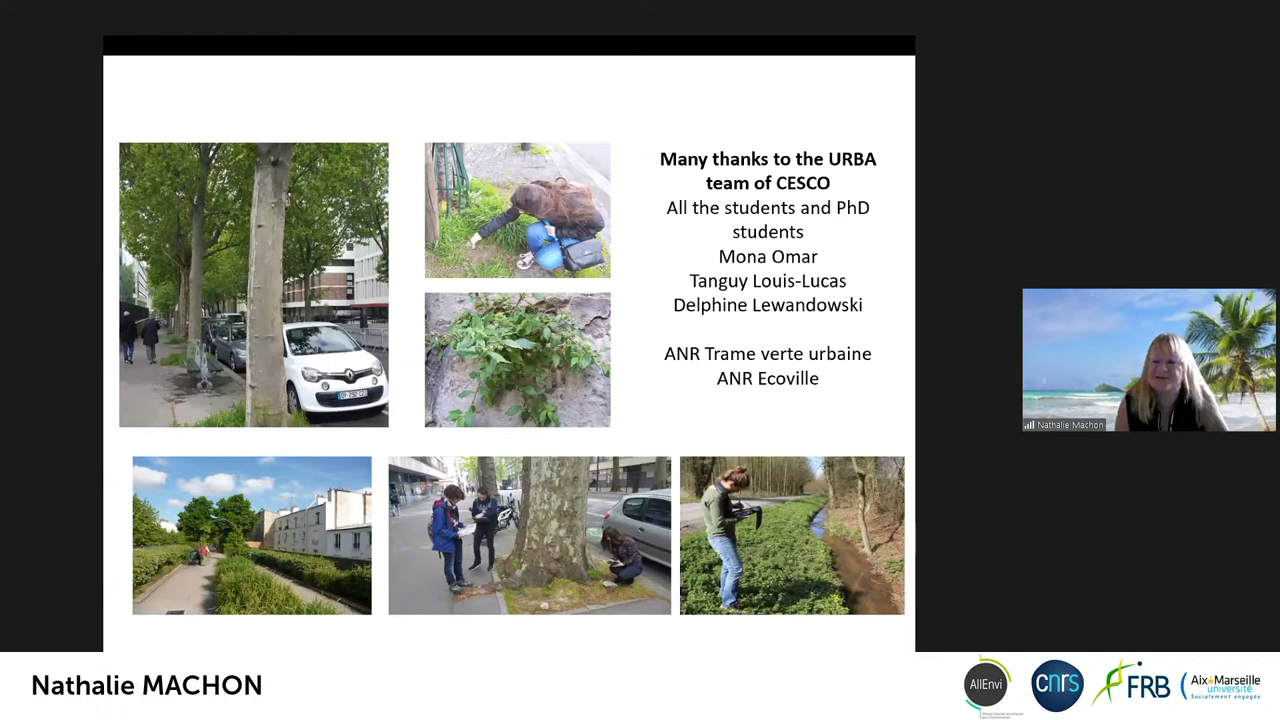 Many thanks to the URBA
team of CESCO
All the students and PhD
students
Mona Omar
Tanguy Louis-Lucas
Delphine Lewandowski
ANR Trame verte urbaine
ANR Ecoville
Nathalie Machon
Nathalie MACHON
AllEnvi
cnrs
FRB
Aix*Marseille
université
Socialement engagée